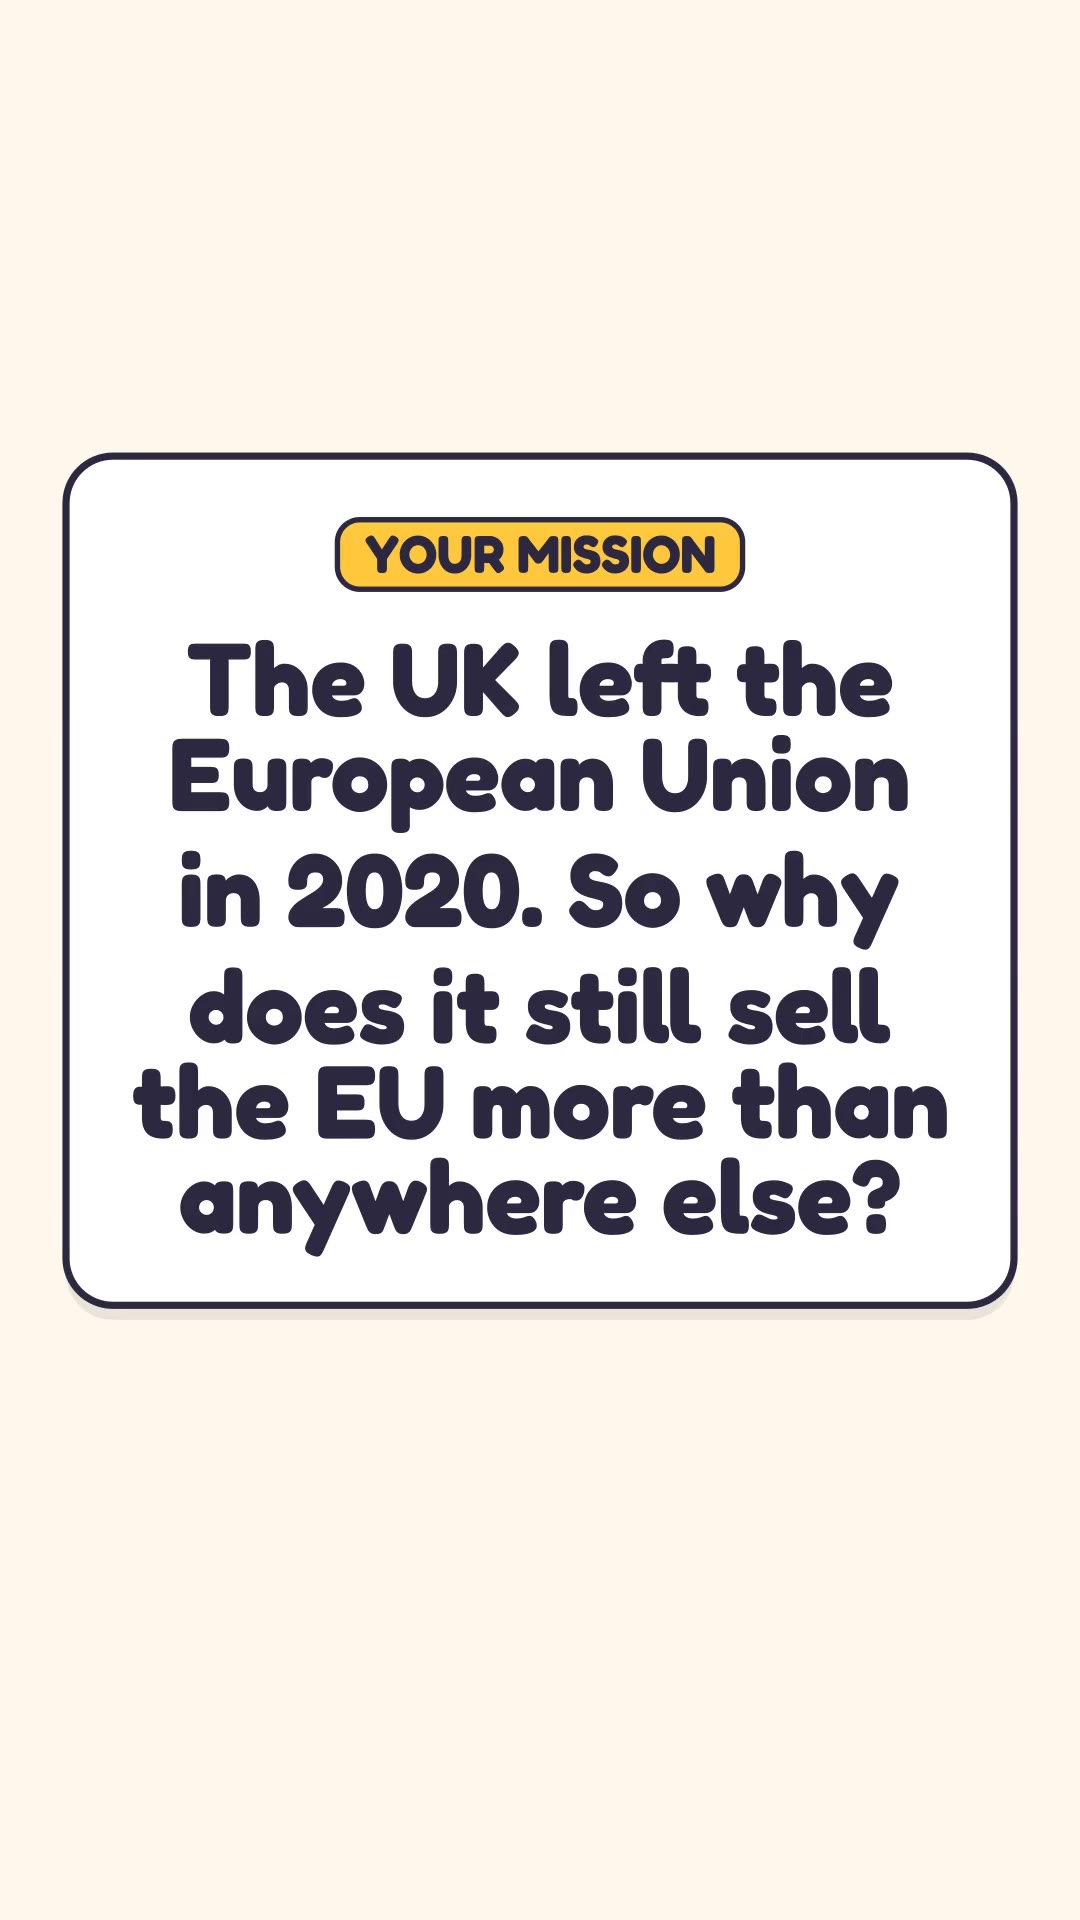 YOUR MISSION
The UK left the
European Union
in 2020. So why
does it still sell
the EU more than
anywhere else?